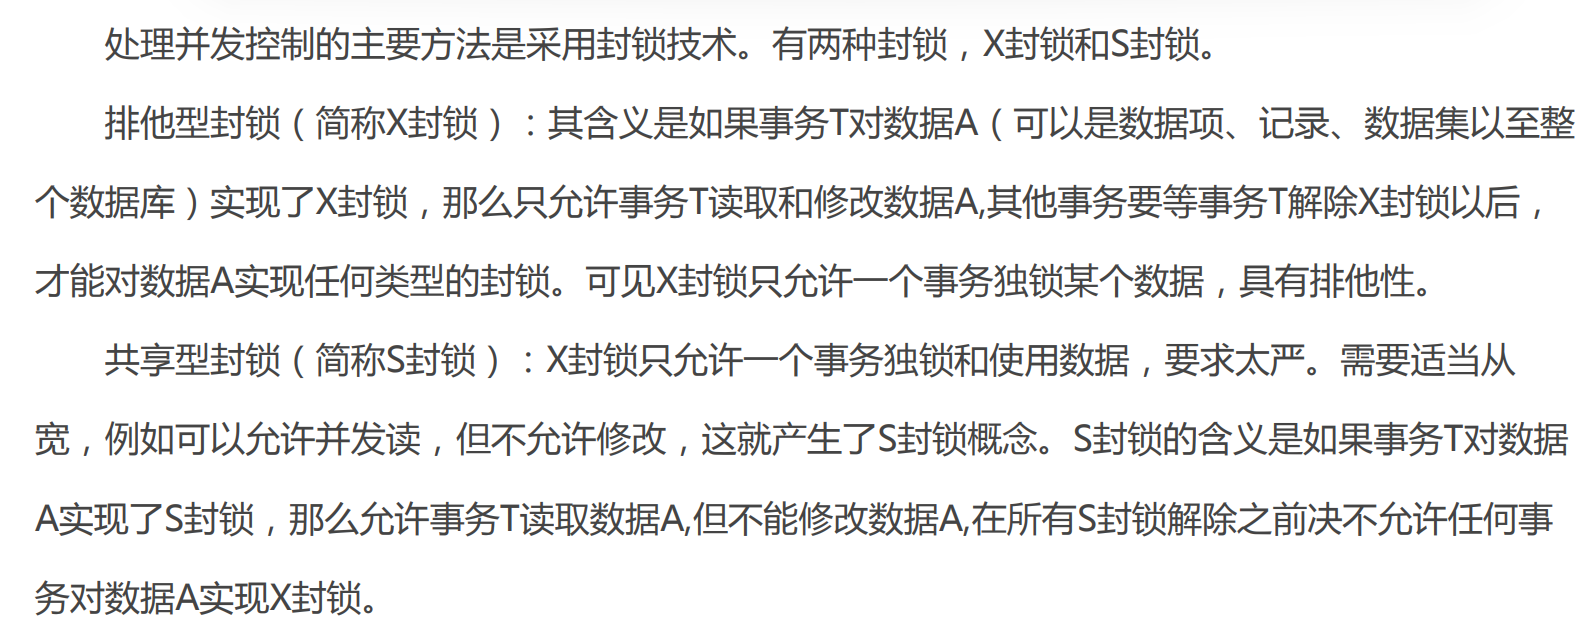 处理并发控制的主要方法是采用封锁技术。有两种封锁，X封锁和S封锁。
排他型封锁（简称X封锁）：其含义是如果事务T对数据A（可以是数据项、记录、数据集以至整
个数据库）实现了X封锁，那么只允许事务T读取和修改数据A,其他事务要等事务T解除X封锁以后，
才能对数据A实现任何类型的封锁。可见X封锁只允许一个事务独锁某个数据，具有排他性。
共享型封锁（简称S封锁）：X封锁只允许一个事务独锁和使用数据，要求太严。需要适当从
宽，例如可以允许并发读，但不允许修改，这就产生了S封锁概念。S封锁的含义是如果事务T对数据
A实现了S封锁，那么允许事务T读取数据A,但不能修改数据A,在所有S封锁解除之前决不允许任何事
务对数据A实现X封锁。